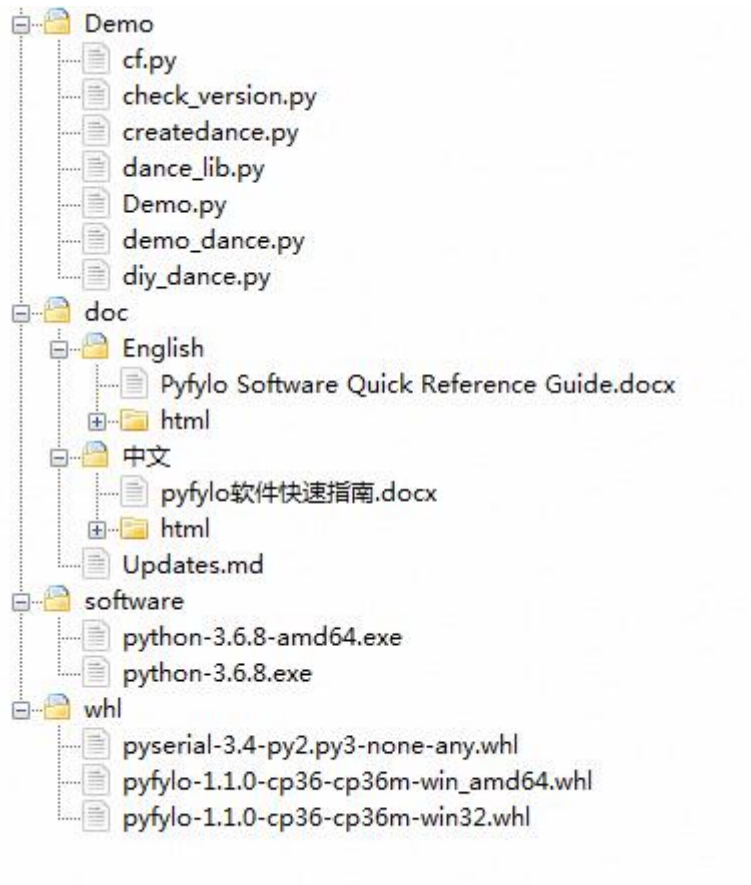 Demo
cf.py
check_version.py
createdance.py
dance_lib.py
Demo.py
demo_dance.py
diy_dance.py
doc
English
Pyfylo Software Quick Reference Guide.docx
html
中文
pyfylo软件快速指南.docx
html
Updates.md
software
python-3.6.8-amd64.exe
python-3.6.8.exe
whl
pyserial-3.4-py2.py3-none-any.whl
pyfylo-1.1.0-cp36-cp36m-win_amd64.whl
pyfylo-1.1.0-cp36-cp36m-win32.whl